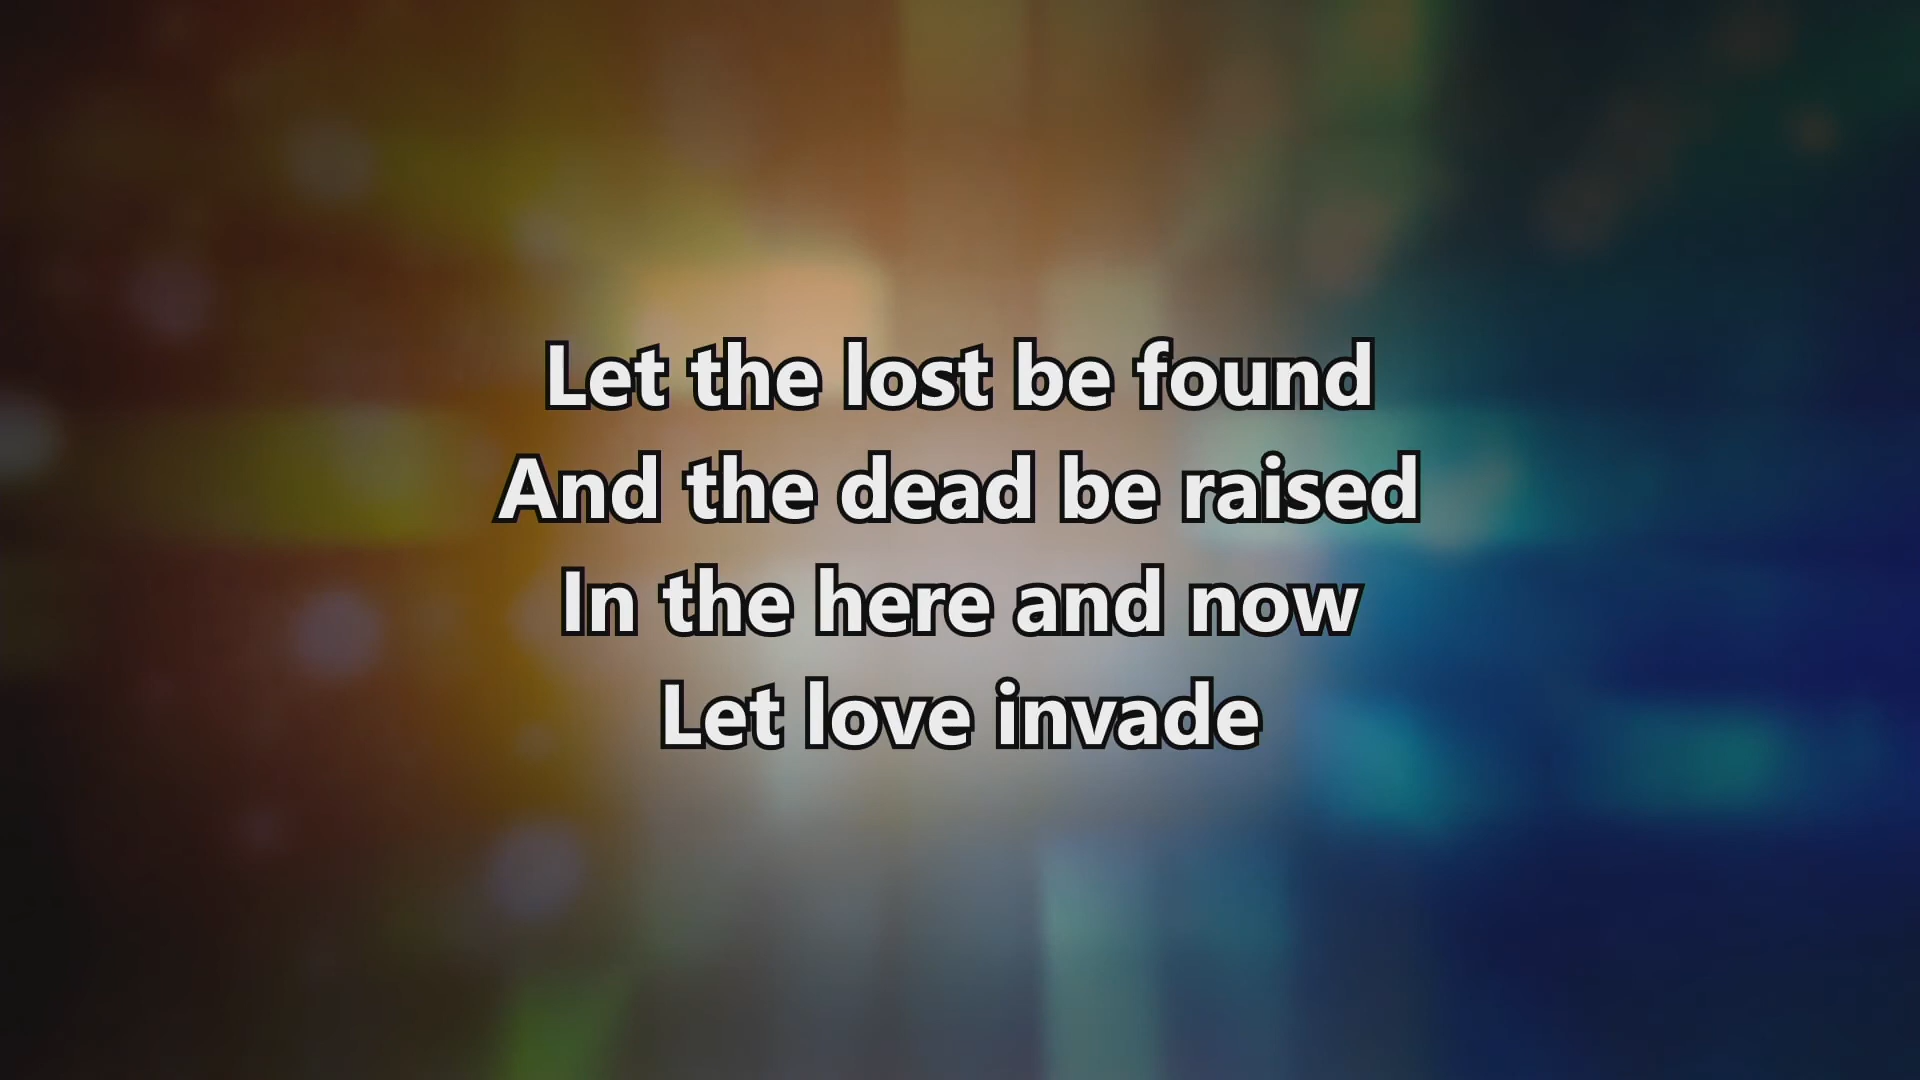 Let the lost be found
And the dead be raised
In the here and now
Let love invade